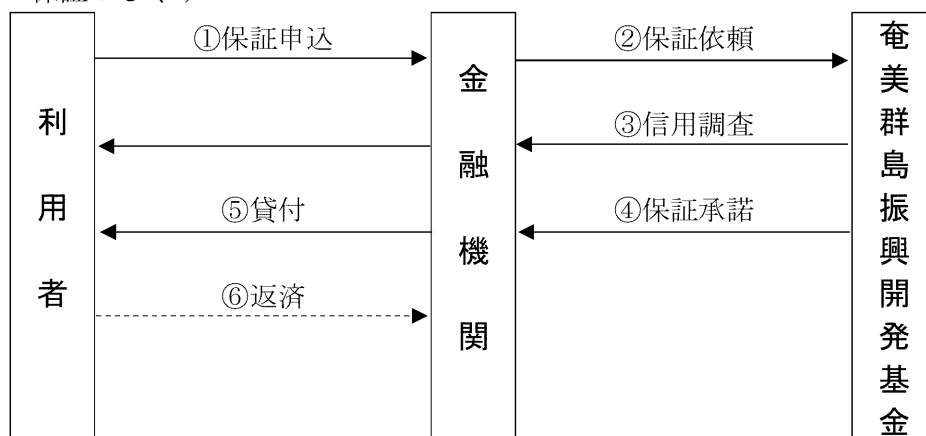 ①保証申込
②保証依頼
③信用調査
④保証承諾
⑤貸付
⑥返済
利用者
金融機関
奄美群島振興開発基金